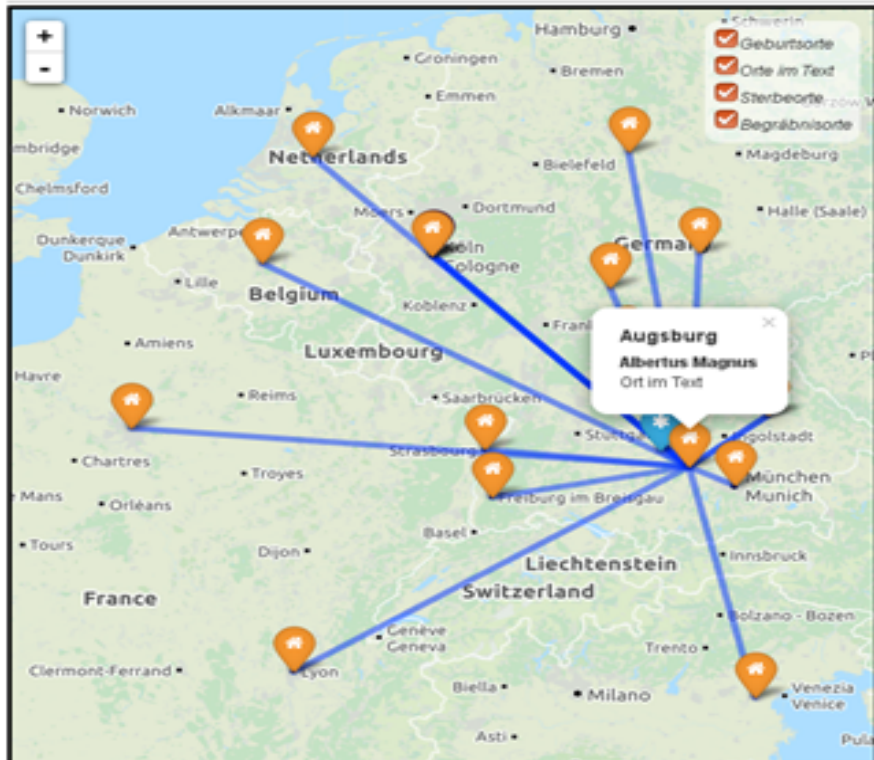 +
-
Schwerin
Hamburg
Geburtsorte
Groningen
Bremen
Orte im Text
Emmen
Sterbeorte
Norwich
Alkmaar
Begräbnisorte
mbridge
Netherlands
Bielefeld
Magdeburg
Chelmsford
Moers
Dortmund
Halle (Saale)
Dunkerque
Dunkirk
Antwerpe
Köln
Cologne
German
Lille
Belgium
Koblenz
Frank
Amiens
Luxembourg
Augsburg
×
Albertus Magnus
Ort im Text
Havre
Reims
Saarbrücken
Chartres
Strasbourg
Stuttga
Ingolstadt
Troyes
München
Munich
e Mans
Orléans
Freiburg im Breisgau
Tours
Dijon
Basel
Innsbruck
Liechtenstein
France
Switzerland
Bolzano - Bozen
Genève
Geneva
Trento
Clermont-Ferrand
Lyon
Biella
Milano
Venezia
Venice
Asti
Pula